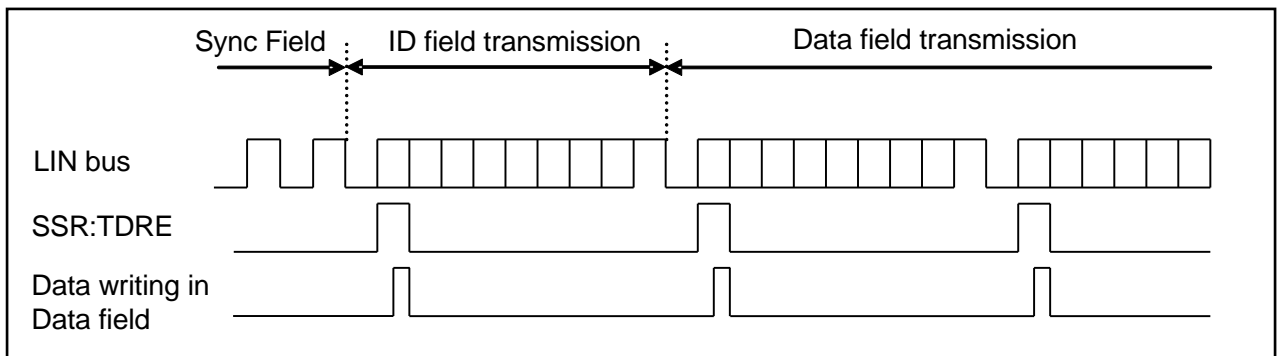 Sync Field
ID field transmission
Data field transmission
LIN bus
SSR:TDRE
Data writing in
Data field